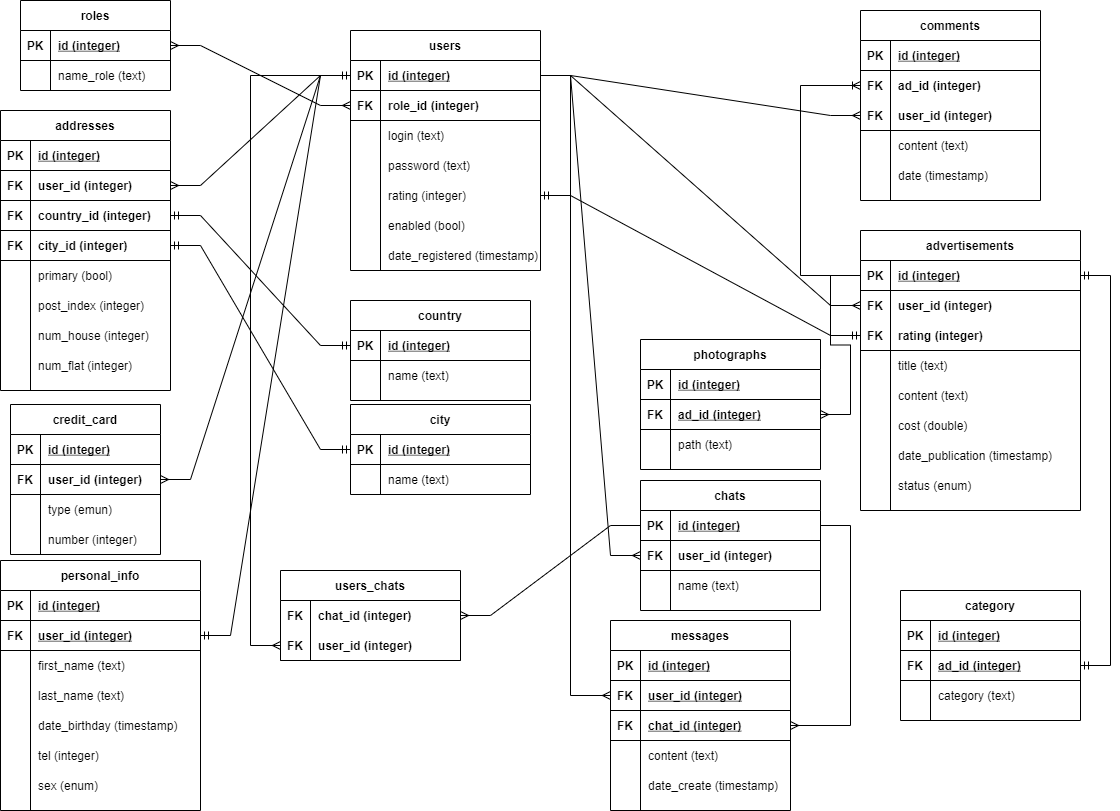 roles
PK id (integer)
name_role (text)
addresses
PK id (integer)
FK user_id (integer)
FK country_id (integer)
FK city_id (integer)
primary (bool)
post_index (integer)
num_house (integer)
num_flat (integer)
credit_card
PK id (integer)
FK user_id (integer)
type (emun)
number (integer)
personal_info
PK id (integer)
FK user_id (integer)
first_name (text)
last_name (text)
date_birthday (timestamp)
tel (integer)
sex (enum)
users
PK id (integer)
FK role_id (integer)
login (text)
password (text)
rating (integer)
enabled (bool)
date_registered (timestamp)
country
PK id (integer)
name (text)
city
PK id (integer)
name (text)
users_chats
FK chat_id (integer)
FK user_id (integer)
photographs
PK id (integer)
FK ad_id (integer)
path (text)
chats
PK id (integer)
FK user_id (integer)
name (text)
messages
PK id (integer)
FK user_id (integer)
FK chat_id (integer)
content (text)
date_create (timestamp)
comments
PK id (integer)
FK ad_id (integer)
FK user_id (integer)
content (text)
date (timestamp)
advertisements
PK id (integer)
FK user_id (integer)
FK rating (integer)
title (text)
content (text)
cost (double)
date_publication (timestamp)
status (enum)
category
PK id (integer)
FK ad_id (integer)
category (text)